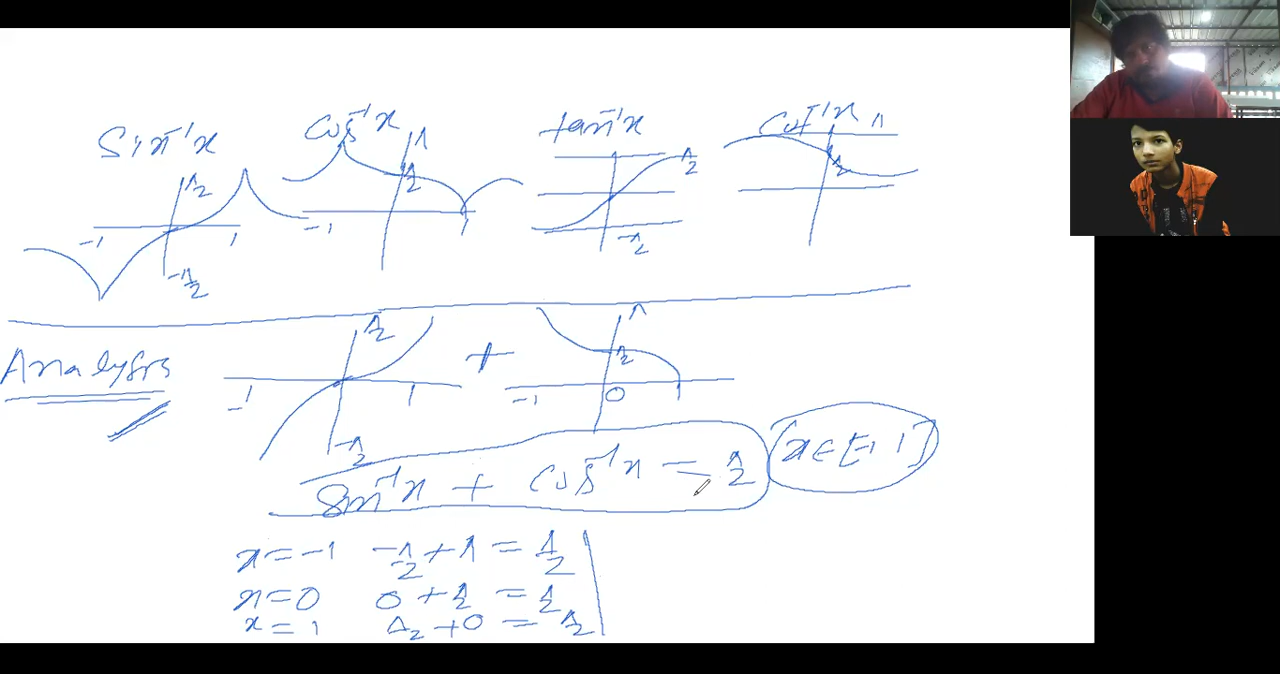 Sin⁻¹x cos⁻¹x tan⁻¹x cot⁻¹x
π/2 π π/2 π
-1 1 -1 π/2 1 π/2
-π/2 -π/2
π/2 + π
Analysis π/2
-1 1 -1 0
-π/2
Sin⁻¹x + cos⁻¹x = π/2 [x∈[-1 1]
x = -1 -π/2 + π = π/2
x = 0 0 + π/2 = π/2
x = 1 π/2 + 0 = π/2